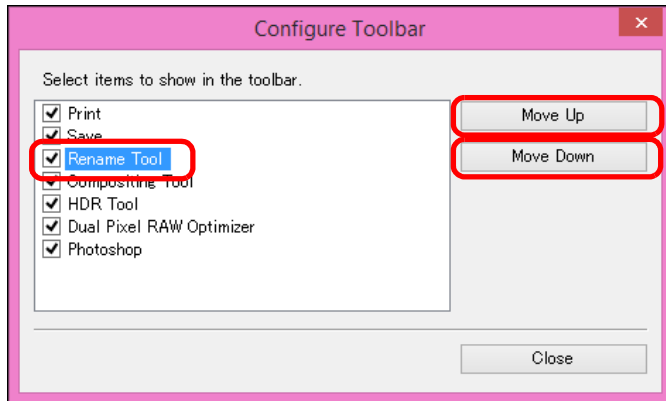 Configure Toolbar
Select items to show in the toolbar.
Print
Save
Rename Tool
Compositing Tool
HDR Tool
Dual Pixel RAW Optimizer
Photoshop
Move Up
Move Down
Close